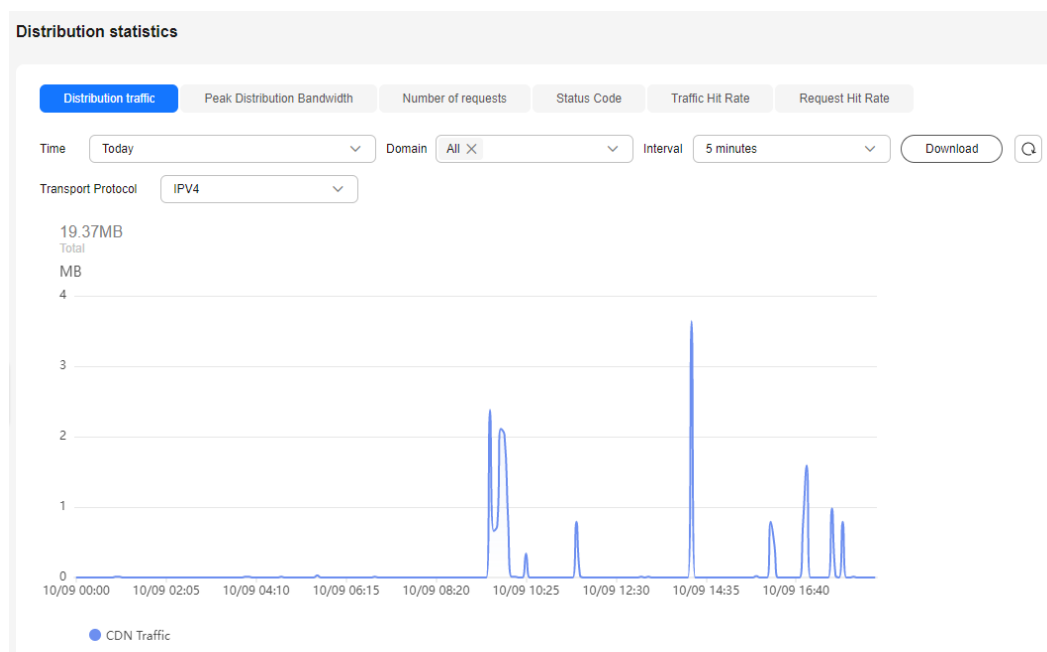 Distribution statistics
Distribution traffic Peak Distribution Bandwidth Number of requests Status Code Traffic Hit Rate Request Hit Rate
Time Today Domain All Interval 5 minutes Download
Transport Protocol IPV4
19.37MB
Total
MB
4
3
2
1
0
10/09 00:00 10/09 02:05 10/09 04:10 10/09 06:15 10/09 08:20 10/09 10:25 10/09 12:30 10/09 14:35 10/09 16:40
CDN Traffic